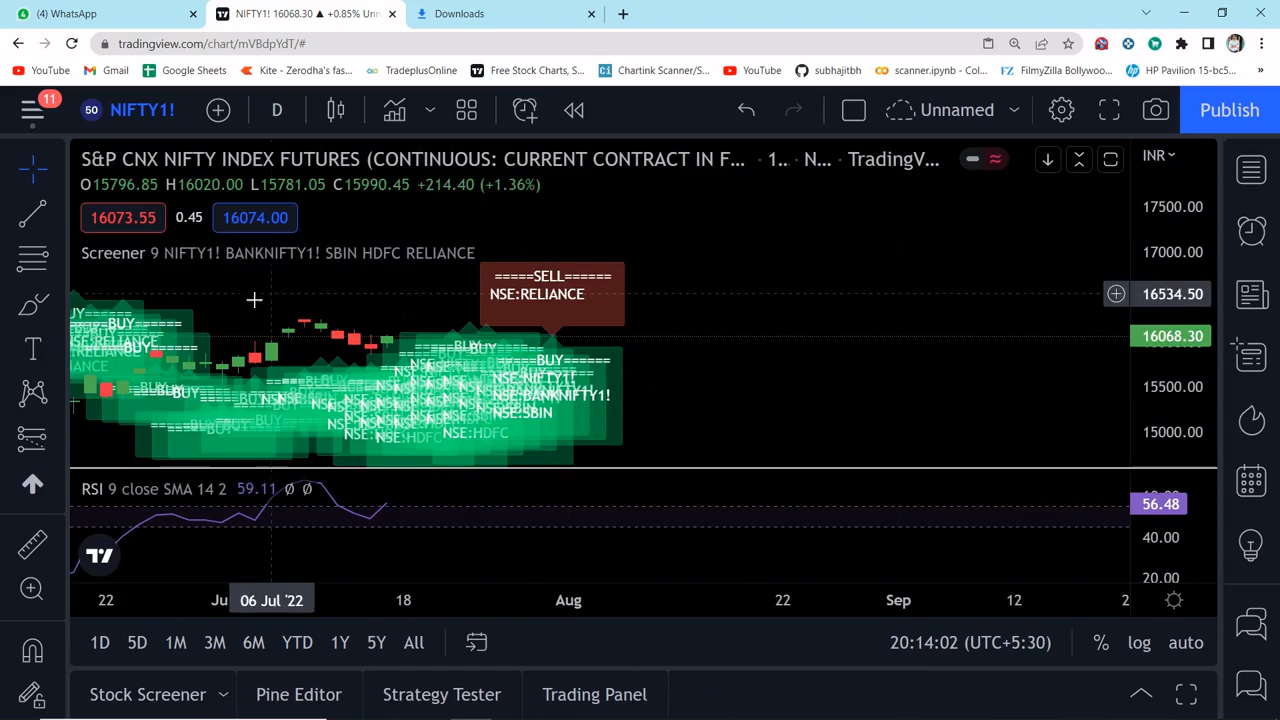 (4) WhatsApp
NIFTY1! 16068.30 ▲ +0.85% Unn
Downloads
tradingview.com/chart/mVBdpYdT/#
YouTube
Gmail
Google Sheets
Kite - Zerodha's fas...
TradeplusOnline
Free Stock Charts, S...
Chartink Scanner/S...
YouTube
subhajitbh
scanner.ipynb - Col...
FilmyZilla Bollywoo...
HP Pavilion 15-bc5...
»
11
50 NIFTY1!
D
Unnamed
Publish
S&P CNX NIFTY INDEX FUTURES (CONTINUOUS: CURRENT CONTRACT IN F... · 1... · N... · TradingV...
O15796.85 H16020.00 L15781.05 C15990.45 +214.40 (+1.36%)
16073.55 0.45 16074.00
Screener 9 NIFTY1! BANKNIFTY1! SBIN HDFC RELIANCE
INR
17500.00
17000.00
16534.50
16068.30
15500.00
15000.00
=====SELL======
NSE:RELIANCE
BUY
BUY
NSE:NIFTY1!
NSE:BANKNIFTY1!
NSE:SBIN
NSE:HDFC
NSE:HDFC
RSI 9 close SMA 14 2 59.11 Ø Ø
56.48
40.00
20.00
22
Ju
06 Jul '22
18
Aug
22
Sep
12
2
1D 5D 1M 3M 6M YTD 1Y 5Y All
20:14:02 (UTC+5:30)
% log auto
Stock Screener
Pine Editor
Strategy Tester
Trading Panel